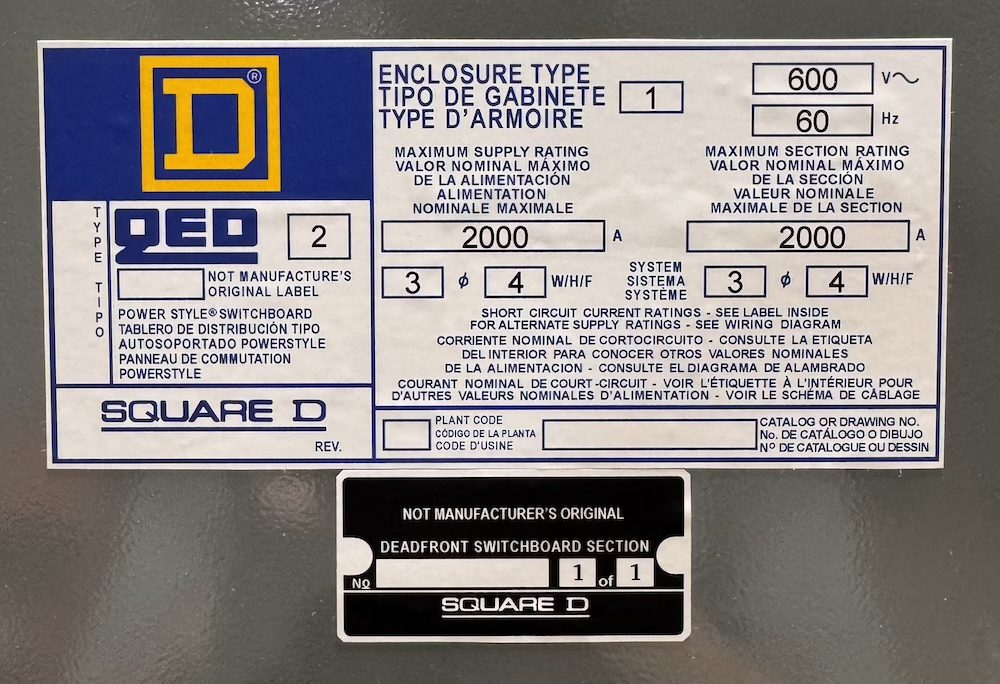 D ®
ENCLOSURE TYPE
TIPO DE GABINETE
TYPE D'ARMOIRE
1
600 V~
60 Hz
MAXIMUM SUPPLY RATING
VALOR NOMINAL MÁXIMO
DE LA ALIMENTACIÓN
ALIMENTATION
NOMINALE MAXIMALE
2000 A
3 ø 4 W/H/F
MAXIMUM SECTION RATING
VALOR NOMINAL MÁXIMO
DE LA SECCIÓN
VALEUR NOMINALE
MAXIMALE DE LA SECTION
2000 A
SYSTEM
SISTEMA
SYSTÈME
3 ø 4 W/H/F
TYPE TIPO
QED 2
NOT MANUFACTURE'S
ORIGINAL LABEL
POWER STYLE® SWITCHBOARD
TABLERO DE DISTRIBUCIÓN TIPO
AUTOSOPORTADO POWERSTYLE
PANNEAU DE COMMUTATION
POWERSTYLE
SQUARE D
REV.
SHORT CIRCUIT CURRENT RATINGS - SEE LABEL INSIDE
FOR ALTERNATE SUPPLY RATINGS - SEE WIRING DIAGRAM
CORRIENTE NOMINAL DE CORTOCIRCUITO - CONSULTE LA ETIQUETA
DEL INTERIOR PARA CONOCER OTROS VALORES NOMINALES
DE LA ALIMENTACION - CONSULTE EL DIAGRAMA DE ALAMBRADO
COURANT NOMINAL DE COURT-CIRCUIT - VOIR L'ÉTIQUETTE À L'INTÉRIEUR POUR
D'AUTRES VALEURS NOMINALES D'ALIMENTATION - VOIR LE SCHÉMA DE CÂBLAGE
PLANT CODE
CÓDIGO DE LA PLANTA
CODE D'USINE
CATALOG OR DRAWING NO.
No. DE CATÁLOGO O DIBUJO
Nº DE CATALOGUE OU DESSIN
NOT MANUFACTURER'S ORIGINAL
DEADFRONT SWITCHBOARD SECTION
No 1 of 1
SQUARE D